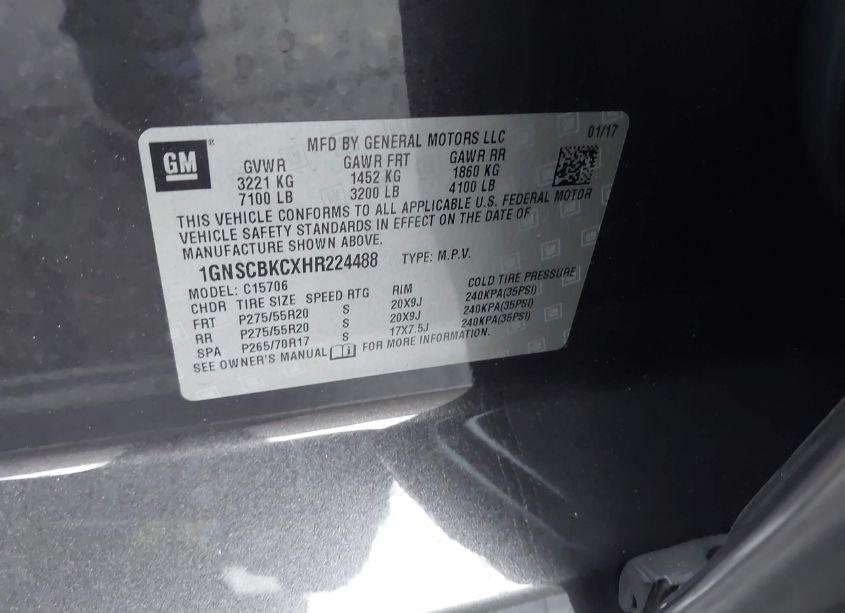 MFD BY GENERAL MOTORS LLC 01/17
GM®
GVWR GAWR FRT GAWR RR
3221 KG 1452 KG 1860 KG
7100 LB 3200 LB 4100 LB
THIS VEHICLE CONFORMS TO ALL APPLICABLE U.S. FEDERAL MOTOR
VEHICLE SAFETY STANDARDS IN EFFECT ON THE DATE OF
MANUFACTURE SHOWN ABOVE.
1GNSCBKCXHR224488 TYPE: M.P.V.
MODEL: C15706
CHDR TIRE SIZE SPEED RTG RIM COLD TIRE PRESSURE
FRT P275/55R20 S 20X9J 240KPA(35PSI)
RR P275/55R20 S 20X9J 240KPA(35PSI)
SPA P265/70R17 S 17X7.5J 240KPA(35PSI)
SEE OWNER'S MANUAL FOR MORE INFORMATION.